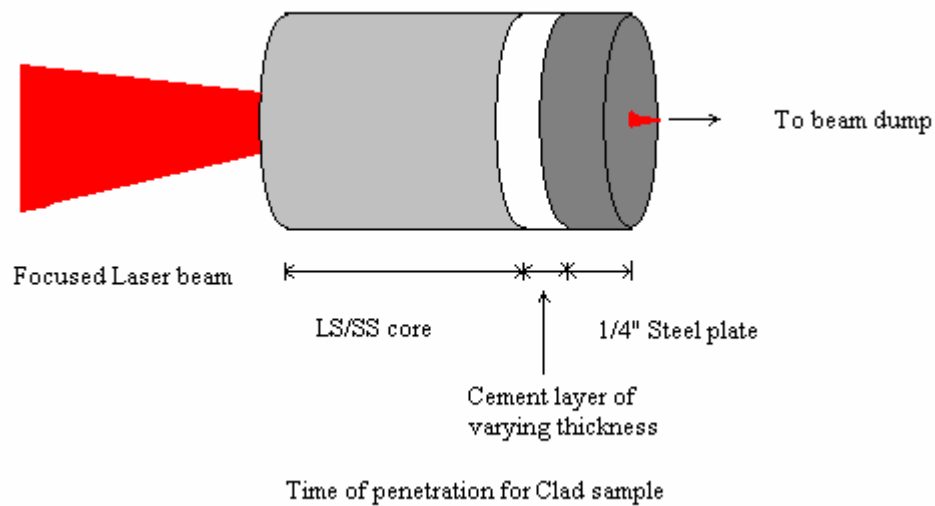 To beam dump
Focused Laser beam
LS/SS core
1/4" Steel plate
Cement layer of
varying thickness
Time of penetration for Clad sample